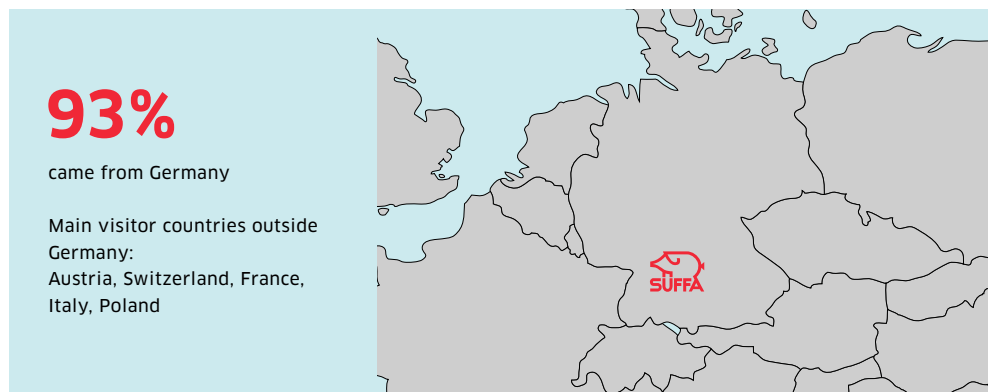 93%
came from Germany
Main visitor countries outside
Germany:
Austria, Switzerland, France,
Italy, Poland
SÜFFA